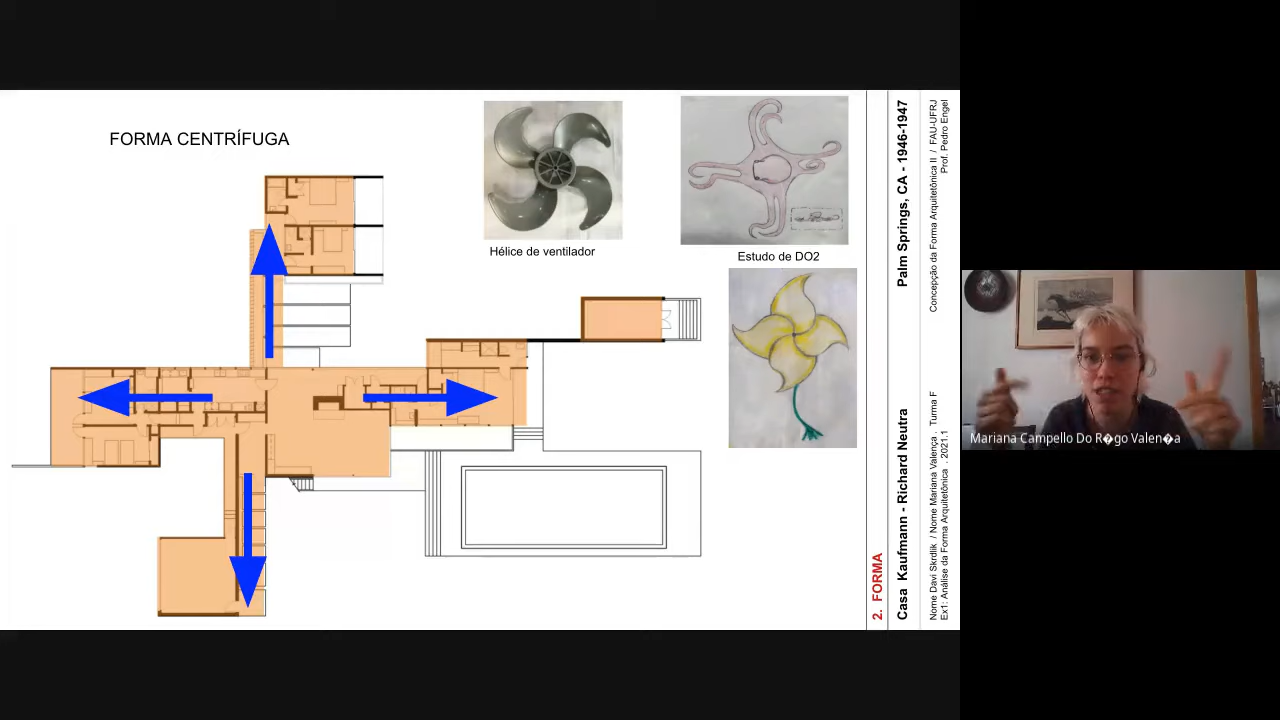 FORMA CENTRÍFUGA
Hélice de ventilador
Estudo de DO2
2. FORMA
Casa Kaufmann - Richard Neutra
Palm Springs, CA - 1946-1947
Nome Davi Skrdlik / Nome Mariana Valença . Turma F
Ex1: Análise da Forma Arquitetônica . 2021.1
Concepção da Forma Arquitetônica II / FAU-UFRJ
Prof. Pedro Engel
Mariana Campello Do R�go Valen�a